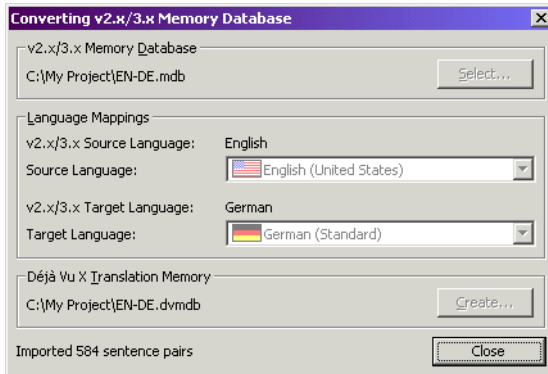 Converting v2.x/3.x Memory Database
v2.x/3.x Memory Database
C:\My Project\EN-DE.mdb
Select...
Language Mappings
v2.x/3.x Source Language: English
Source Language: English (United States)
v2.x/3.x Target Language: German
Target Language: German (Standard)
Déjà Vu X Translation Memory
C:\My Project\EN-DE.dvmdb
Create...
Imported 584 sentence pairs
Close